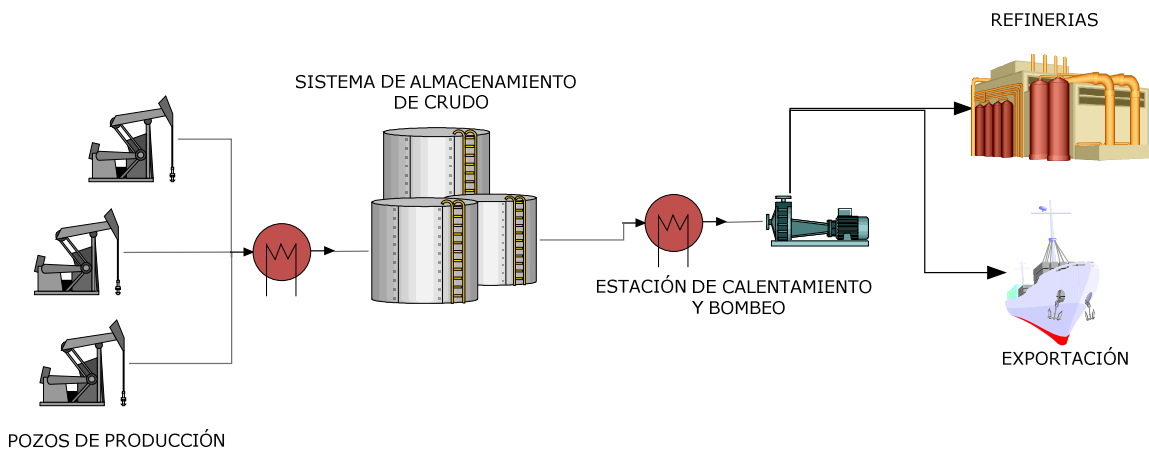 REFINERIAS
SISTEMA DE ALMACENAMIENTO
DE CRUDO
ESTACIÓN DE CALENTAMIENTO
Y BOMBEO
EXPORTACIÓN
POZOS DE PRODUCCIÓN